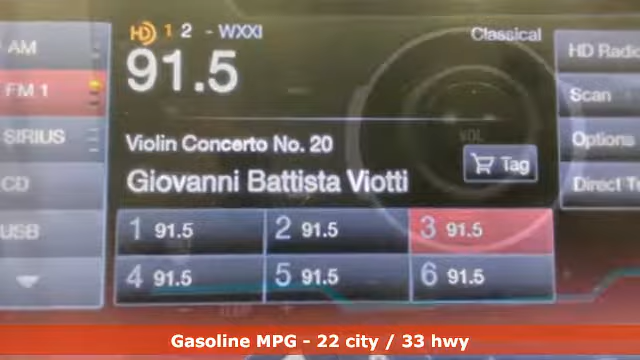 AM
FM 1
SIRIUS
CD
USB
HD 1 2 - WXXI
Classical
91.5
Violin Concerto No. 20
Giovanni Battista Viotti
Tag
VOL
1 91.5
2 91.5
3 91.5
4 91.5
5 91.5
6 91.5
HD Radio
Scan
Options
Direct T
Gasoline MPG - 22 city / 33 hwy